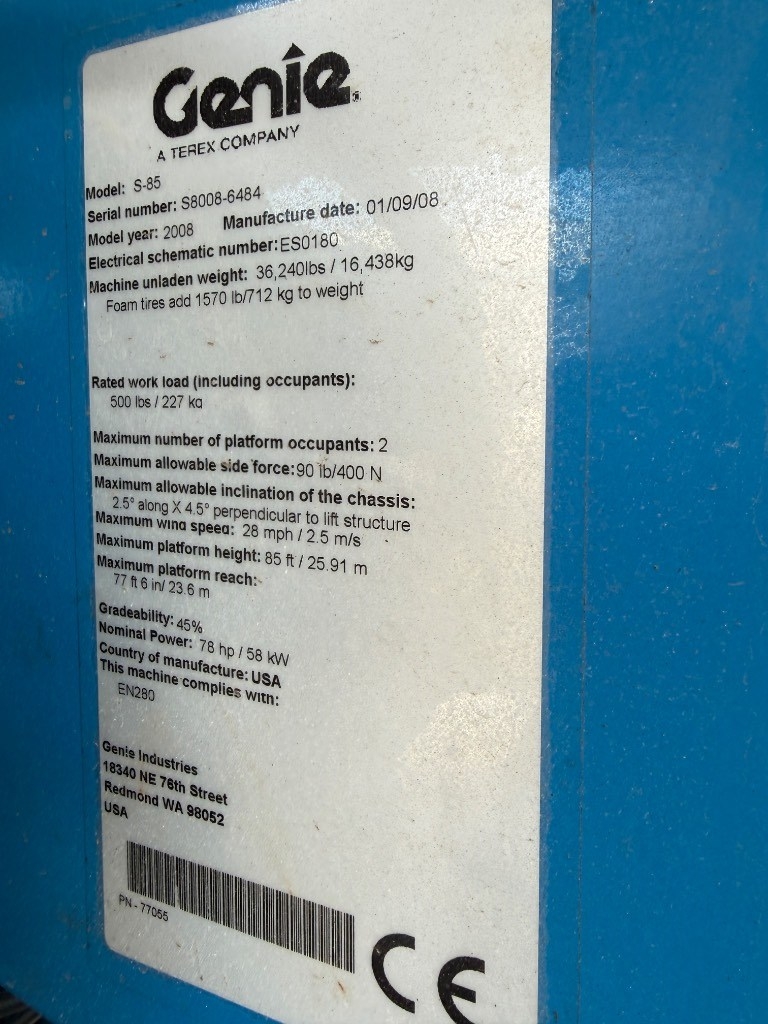 Genie
A TEREX COMPANY
Model: S-85
Serial number: S8008-6484
Model year: 2008 Manufacture date: 01/09/08
Electrical schematic number: ES0180
Machine unladen weight: 36,240lbs / 16,438kg
Foam tires add 1570 lb/712 kg to weight
Rated work load (including occupants):
500 lbs / 227 kg
Maximum number of platform occupants: 2
Maximum allowable side force: 90 lb/400 N
Maximum allowable inclination of the chassis:
2.5° along X 4.5° perpendicular to lift structure
Maximum wind speed: 28 mph / 2.5 m/s
Maximum platform height: 85 ft / 25.91 m
Maximum platform reach:
77 ft 6 in/ 23.6 m
Gradeability: 45%
Nominal Power: 78 hp / 58 kW
Country of manufacture: USA
This machine complies with:
EN280
Genie Industries
18340 NE 76th Street
Redmond WA 98052
USA
PN - 77055
CE